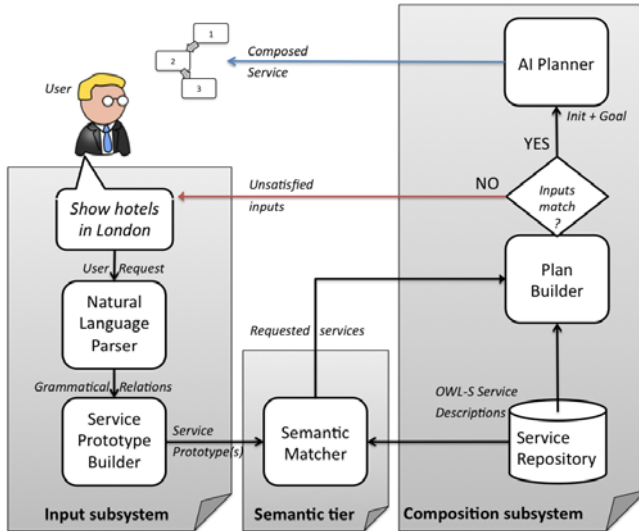 1
2
3
User
Composed
Service
AI Planner
Init + Goal
YES
NO
Inputs
match
?
Unsatisfied
inputs
Show hotels
in London
User Request
Natural
Language
Parser
Grammatical Relations
Service
Prototype
Builder
Service
Prototype(s)
Input subsystem
Requested services
Semantic
Matcher
Semantic tier
Plan
Builder
OWL-S Service
Descriptions
Service
Repository
Composition subsystem